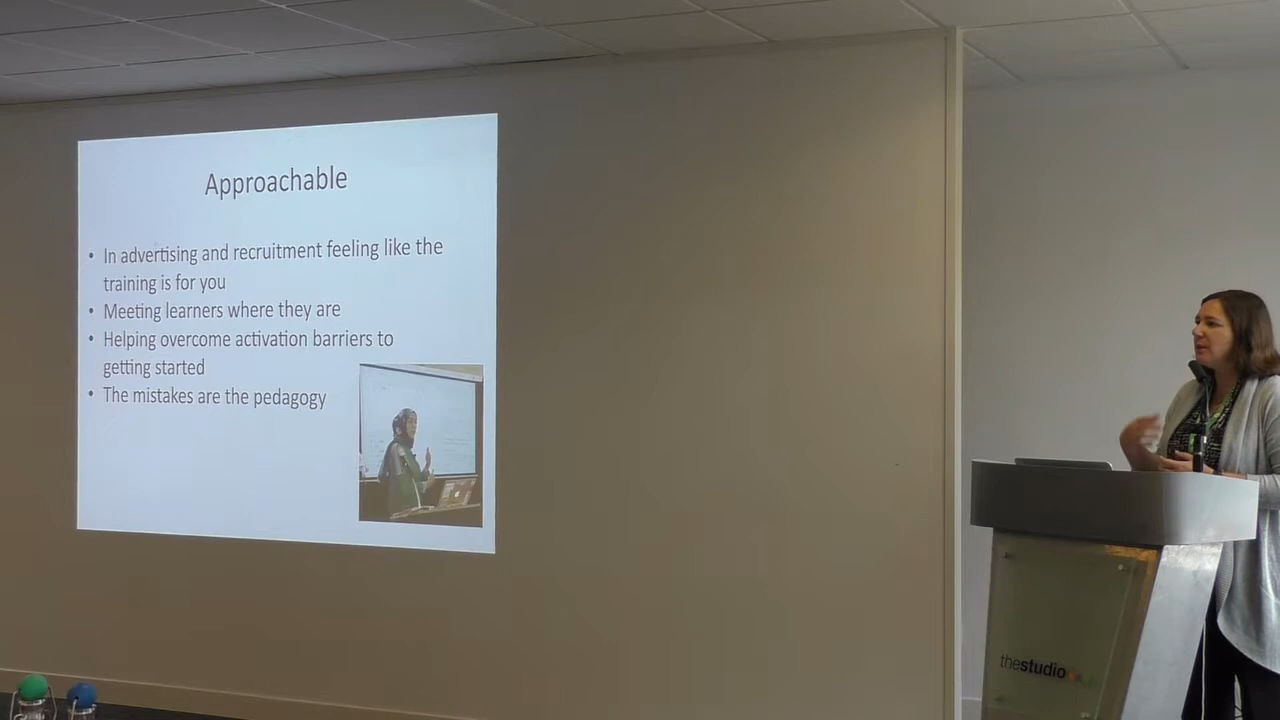 Approachable
• In advertising and recruitment feeling like the
training is for you
• Meeting learners where they are
• Helping overcome activation barriers to
getting started
• The mistakes are the pedagogy
thestudio